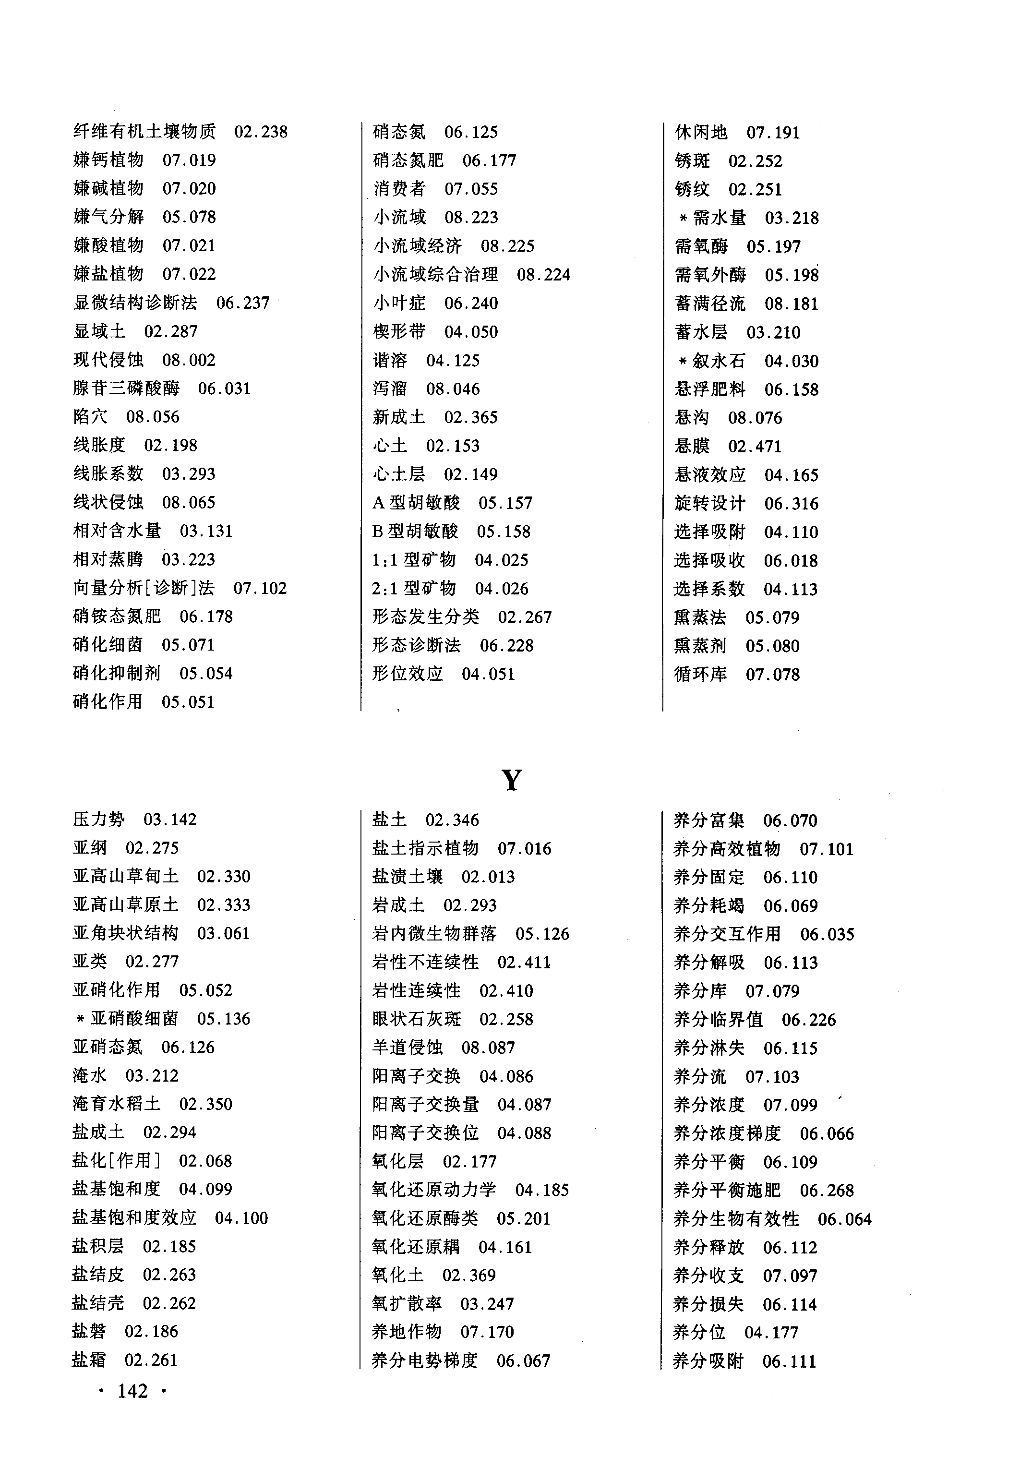 纤维有机土壤物质 02.238
嫌钙植物 07.019
嫌碱植物 07.020
嫌气分解 05.078
嫌酸植物 07.021
嫌盐植物 07.022
显微结构诊断法 06.237
显域土 02.287
现代侵蚀 08.002
腺苷三磷酸酶 06.031
陷穴 08.056
线胀度 02.198
线胀系数 03.293
线状侵蚀 08.065
相对含水量 03.131
相对蒸腾 03.223
向量分析[诊断]法 07.102
硝铵态氮肥 06.178
硝化细菌 05.071
硝化抑制剂 05.054
硝化作用 05.051
硝态氮 06.125
硝态氮肥 06.177
消费者 07.055
小流域 08.223
小流域经济 08.225
小流域综合治理 08.224
小叶症 06.240
楔形带 04.050
谐溶 04.125
泻溜 08.046
新成土 02.365
心土 02.153
心土层 02.149
A型胡敏酸 05.157
B型胡敏酸 05.158
1:1型矿物 04.025
2:1型矿物 04.026
形态发生分类 02.267
形态诊断法 06.228
形位效应 04.051
休闲地 07.191
锈斑 02.252
锈纹 02.251
*需水量 03.218
需氧酶 05.197
需氧外酶 05.198
蓄满径流 08.181
蓄水层 03.210
*叙永石 04.030
悬浮肥料 06.158
悬沟 08.076
悬膜 02.471
悬液效应 04.165
旋转设计 06.316
选择吸附 04.110
选择吸收 06.018
选择系数 04.113
熏蒸法 05.079
熏蒸剂 05.080
循环库 07.078
Y
压力势 03.142
亚纲 02.275
亚高山草甸土 02.330
亚高山草原土 02.333
亚角块状结构 03.061
亚类 02.277
亚硝化作用 05.052
*亚硝酸细菌 05.136
亚硝态氮 06.126
淹水 03.212
淹育水稻土 02.350
盐成土 02.294
盐化[作用] 02.068
盐基饱和度 04.099
盐基饱和度效应 04.100
盐积层 02.185
盐结皮 02.263
盐结壳 02.262
盐磐 02.186
盐霜 02.261
盐土 02.346
盐土指示植物 07.016
盐渍土壤 02.013
岩成土 02.293
岩内微生物群落 05.126
岩性不连续性 02.411
岩性连续性 02.410
眼状石灰斑 02.258
羊道侵蚀 08.087
阳离子交换 04.086
阳离子交换量 04.087
阳离子交换位 04.088
氧化层 02.177
氧化还原动力学 04.185
氧化还原酶类 05.201
氧化还原耦 04.161
氧化土 02.369
氧扩散率 03.247
养地作物 07.170
养分电势梯度 06.067
养分富集 06.070
养分高效植物 07.101
养分固定 06.110
养分耗竭 06.069
养分交互作用 06.035
养分解吸 06.113
养分库 07.079
养分临界值 06.226
养分淋失 06.115
养分流 07.103
养分浓度 07.099
养分浓度梯度 06.066
养分平衡 06.109
养分平衡施肥 06.268
养分生物有效性 06.064
养分释放 06.112
养分收支 07.097
养分损失 06.114
养分位 04.177
养分吸附 06.111
· 142 ·